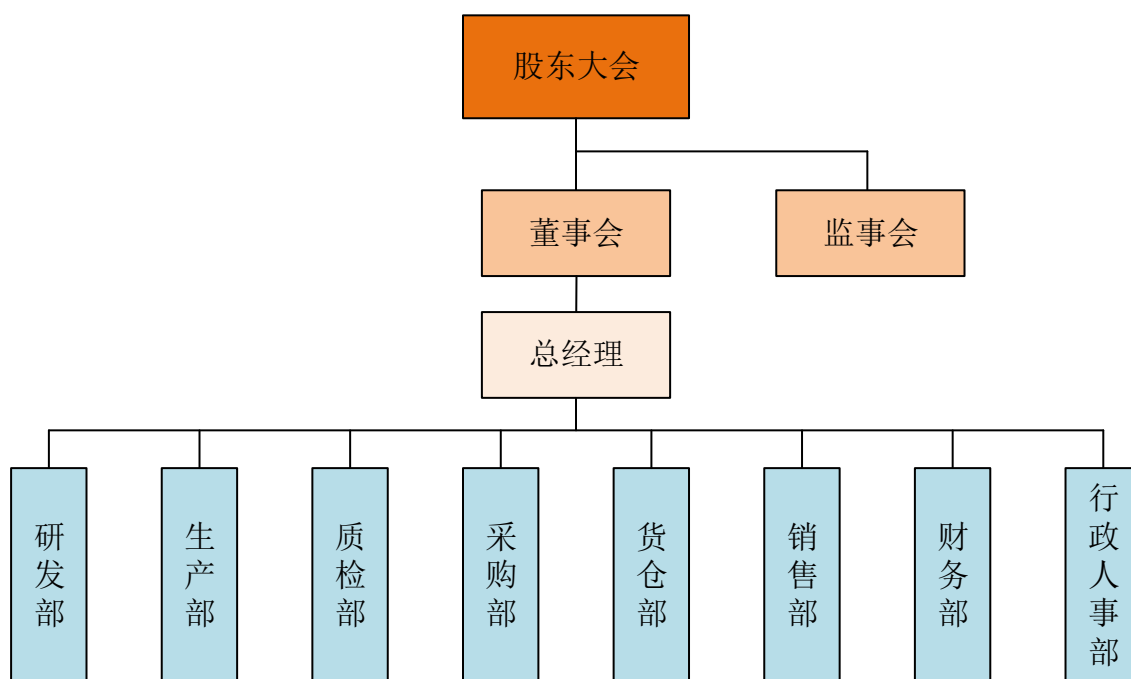 股东大会
董事会
监事会
总经理
研发部
生产部
质检部
采购部
货仓部
销售部
财务部
行政人事部